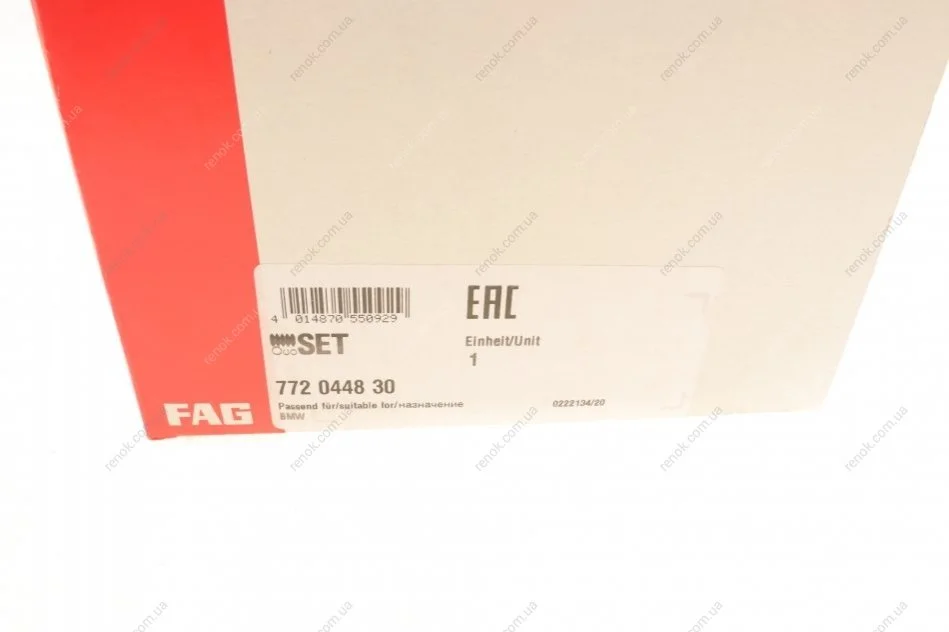 4 014870 550929
EAC
SET
Einheit/Unit
1
772 0448 30
Passend für/suitable for/назначение
0222134/20
BMW
FAG
renok.com.ua